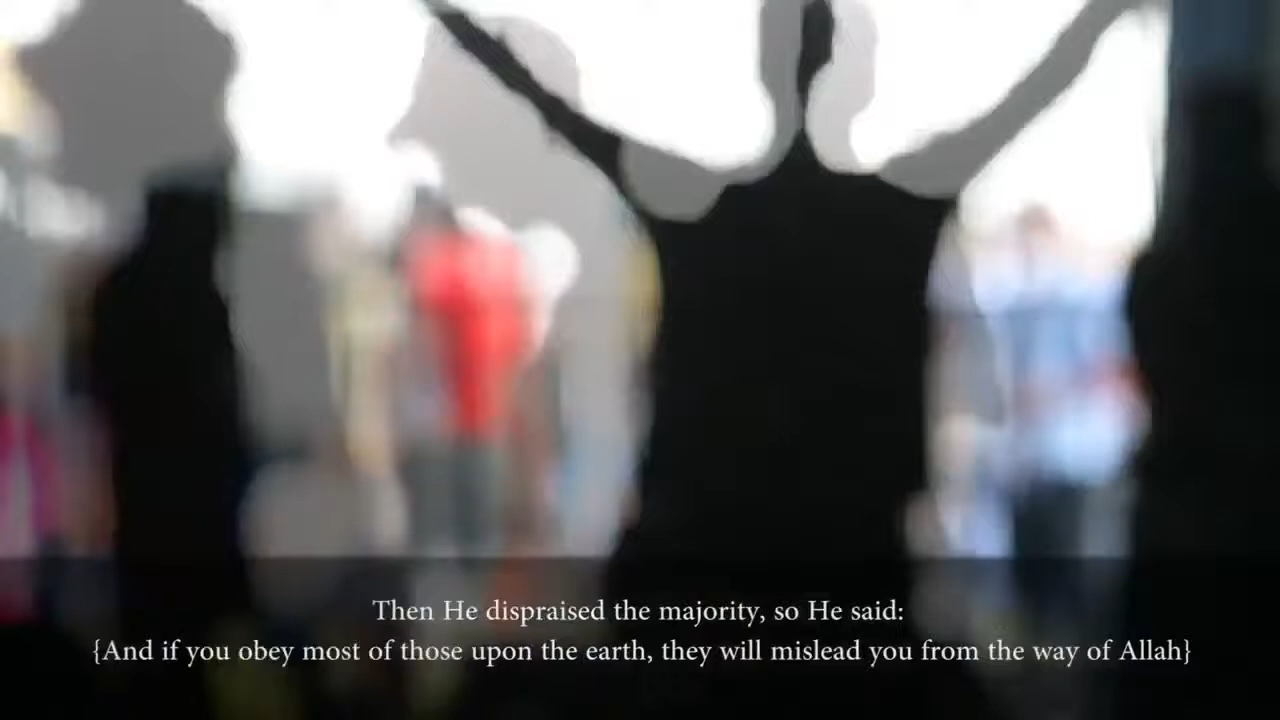 Then He dispraised the majority, so He said:
{And if you obey most of those upon the earth, they will mislead you from the way of Allah}